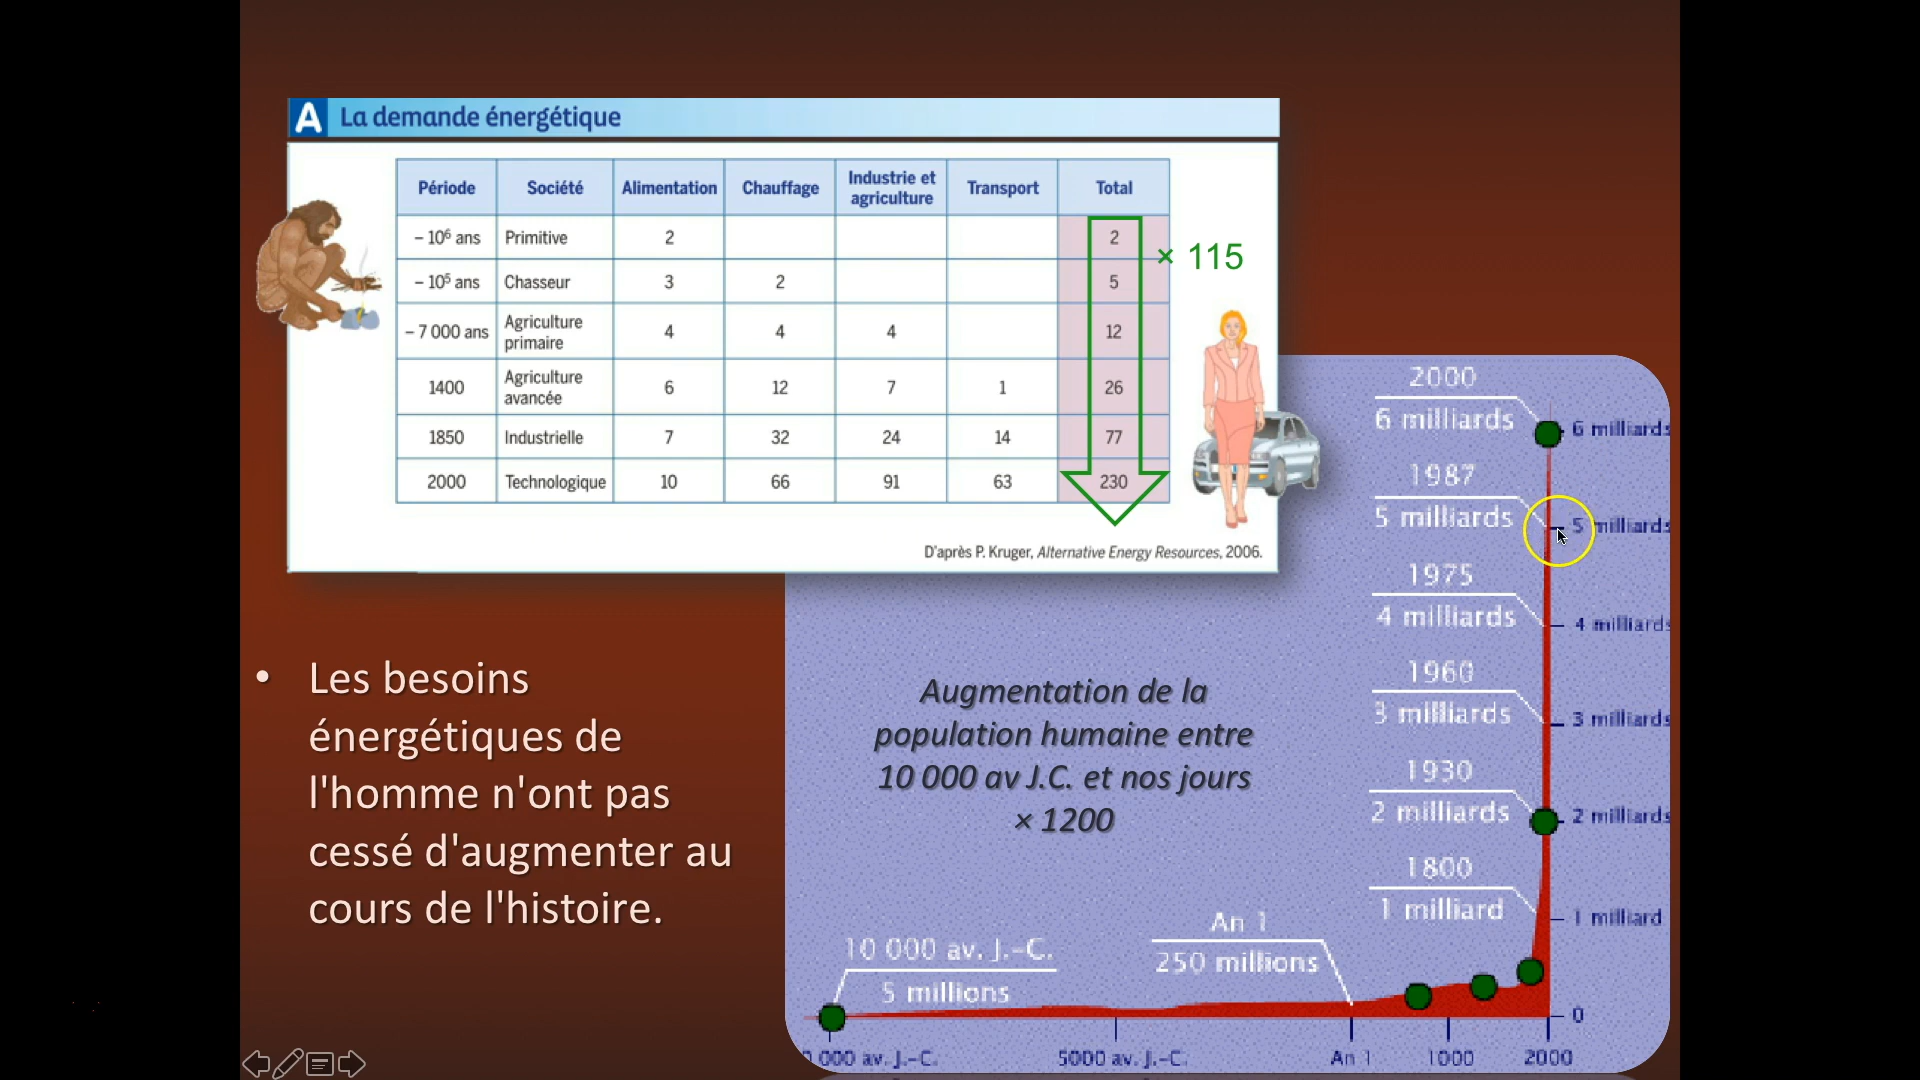 A La demande énergétique
Période Société Alimentation Chauffage Industrie et agriculture Transport Total
– 10⁶ ans Primitive 2 2
– 10⁵ ans Chasseur 3 2 5
– 7 000 ans Agriculture primaire 4 4 4 12
1400 Agriculture avancée 6 12 7 1 26
1850 Industrielle 7 32 24 14 77
2000 Technologique 10 66 91 63 230
× 115
D'après P. Kruger, Alternative Energy Resources, 2006.
• Les besoins
énergétiques de
l'homme n'ont pas
cessé d'augmenter au
cours de l'histoire.
Augmentation de la
population humaine entre
10 000 av J.C. et nos jours
× 1200
2000
6 milliards
1987
5 milliards
1975
4 milliards
1960
3 milliards
1930
2 milliards
1800
1 milliard
An 1
250 millions
10 000 av. J.-C.
5 millions
6 milliards
5 milliards
4 milliards
3 milliards
2 milliards
1 milliard
0
0 000 av. J.-C. 5000 av. J.-C. An 1 1000 2000